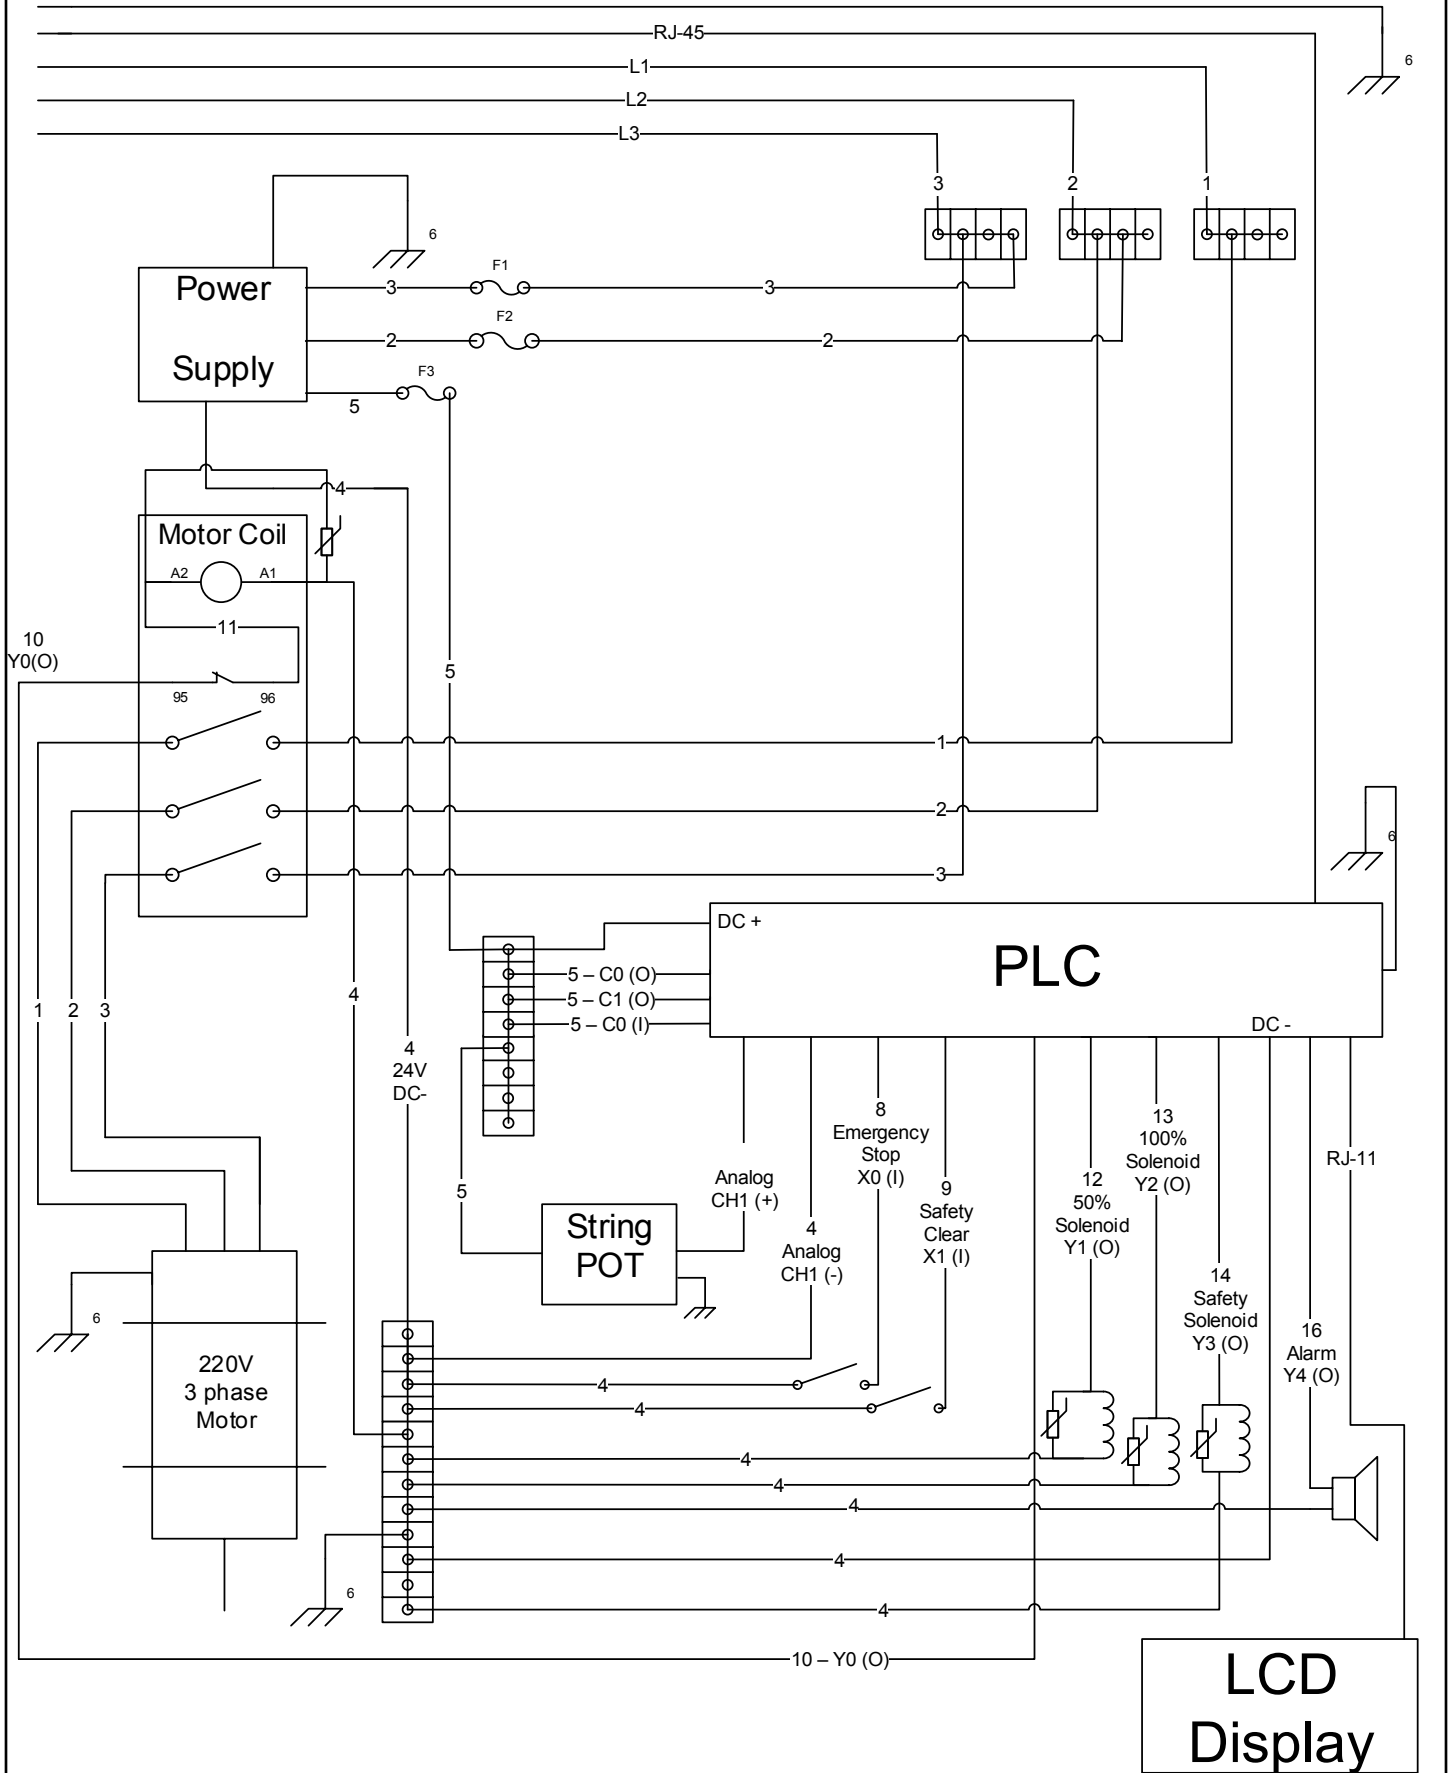 RJ-45
L1
6
L2
L3
3
2
1
6
Power
Supply
F1
3
3
F2
2
2
F3
5
4
Motor Coil
A2
A1
11
10
Y0(O)
5
95
96
1
2
3
6
DC +
PLC
5 – C0 (O)
5 – C1 (O)
5 – C0 (I)
DC -
1
2
3
4
4
24V
DC-
8
Emergency
Stop
X0 (I)
13
100%
Solenoid
Y2 (O)
RJ-11
Analog
CH1 (+)
9
Safety
Clear
X1 (I)
12
50%
Solenoid
Y1 (O)
5
String
POT
4
Analog
CH1 (-)
14
Safety
Solenoid
Y3 (O)
6
16
Alarm
Y4 (O)
220V
3 phase
Motor
4
4
4
4
4
4
6
4
10 – Y0 (O)
LCD
Display